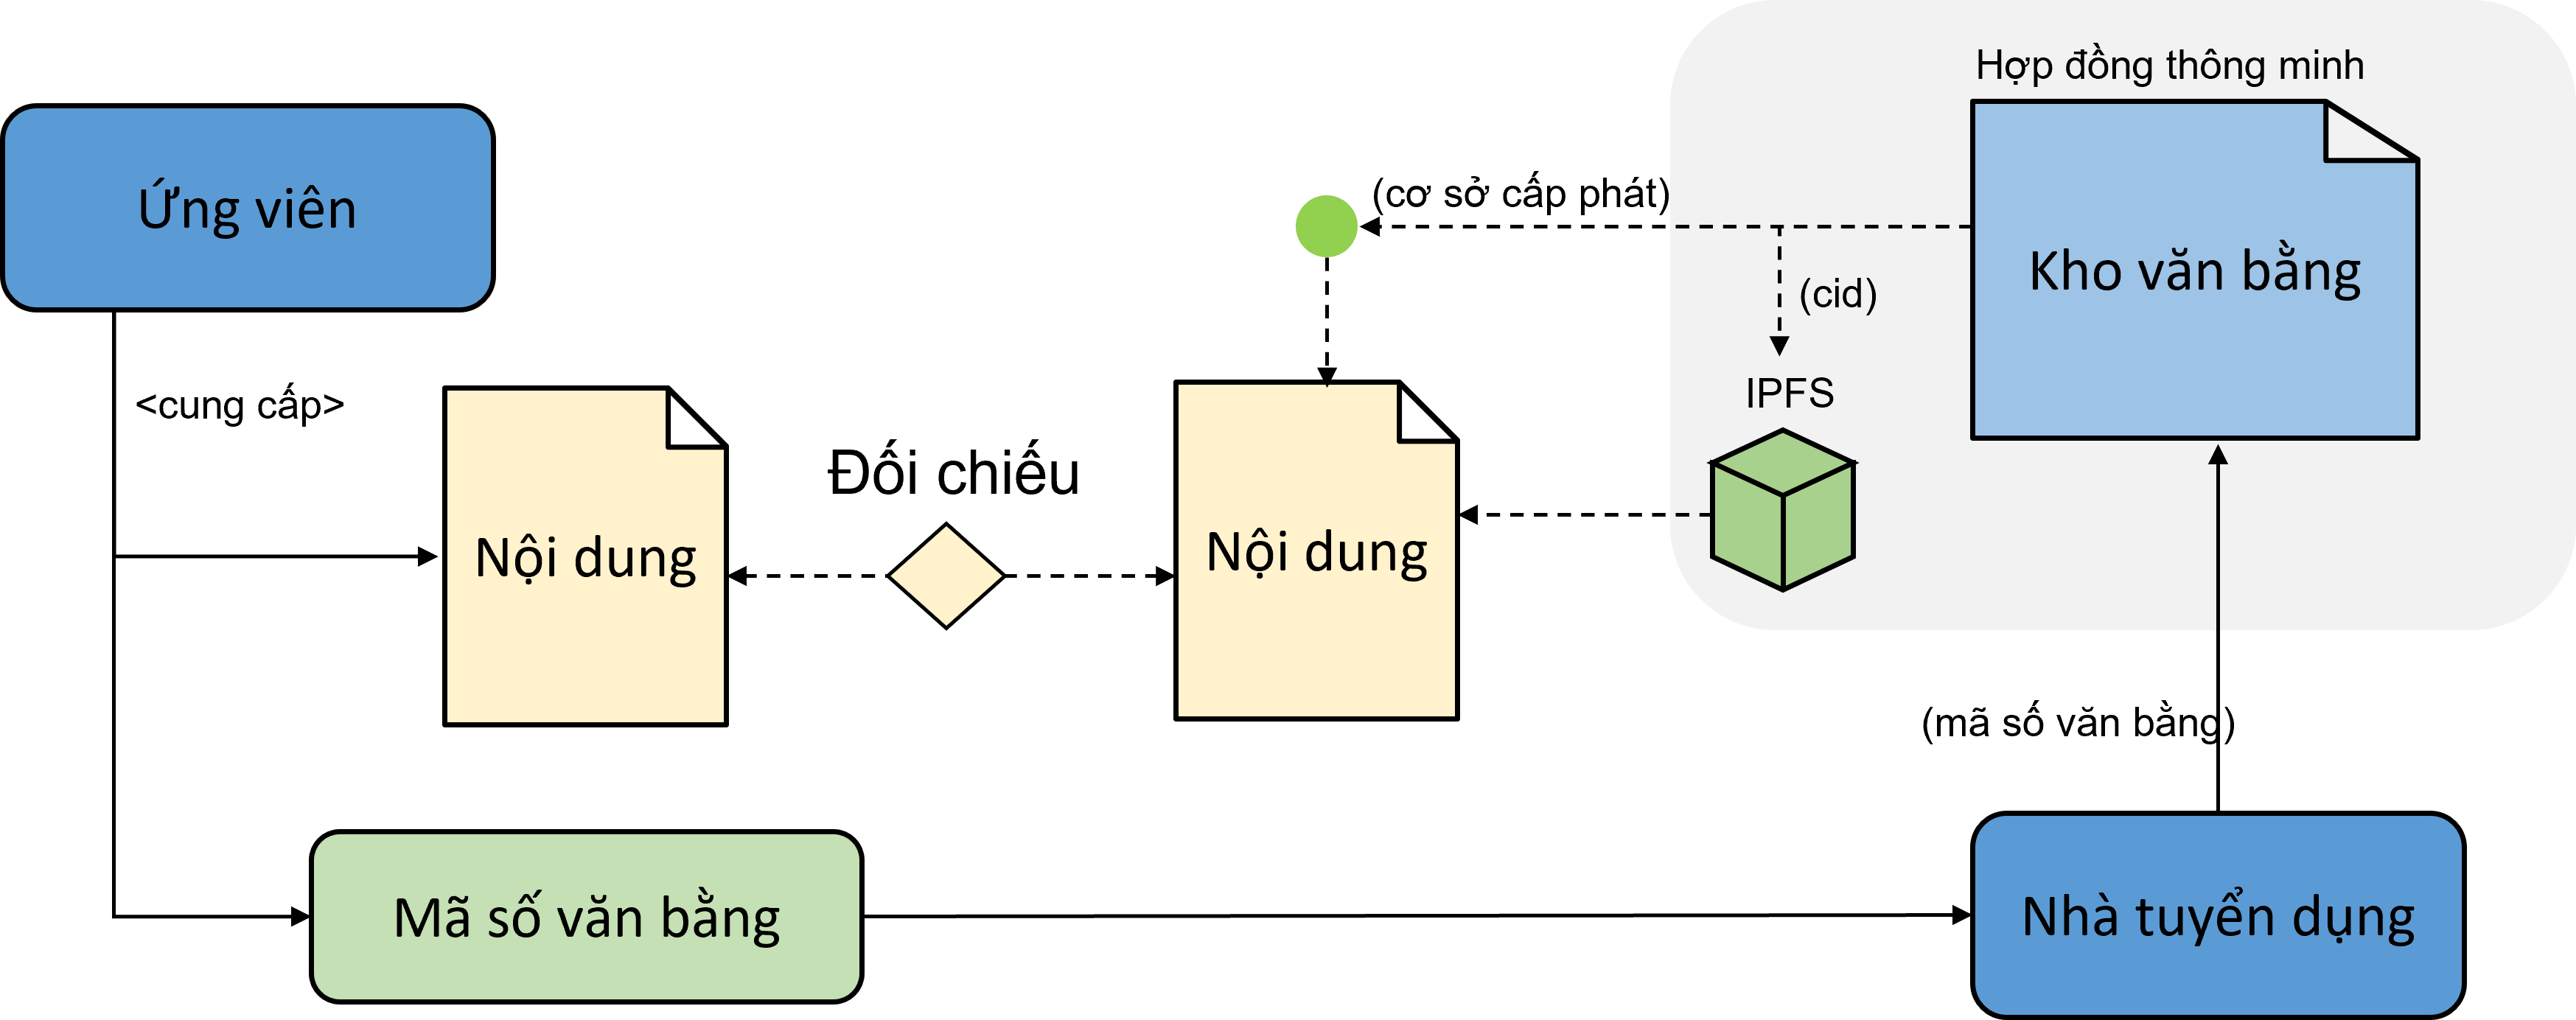 Hợp đồng thông minh
Ứng viên
(cơ sở cấp phát)
Kho văn bằng
(cid)
IPFS
<cung cấp>
Đối chiếu
Nội dung
Nội dung
(mã số văn bằng)
Mã số văn bằng
Nhà tuyển dụng